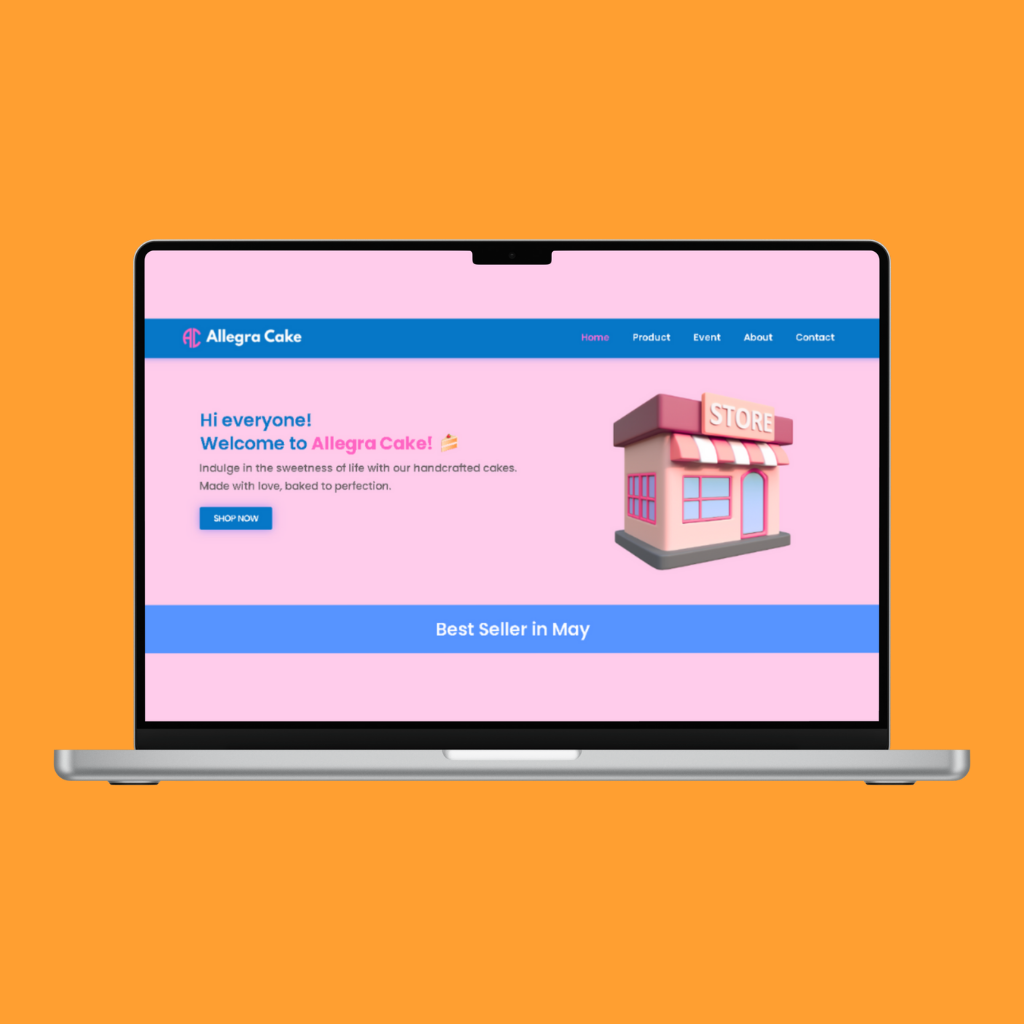 AC Allegra Cake
Home Product Event About Contact
STORE
Hi everyone!
Welcome to Allegra Cake! 🍰
Indulge in the sweetness of life with our handcrafted cakes.
Made with love, baked to perfection.
SHOP NOW
Best Seller in May